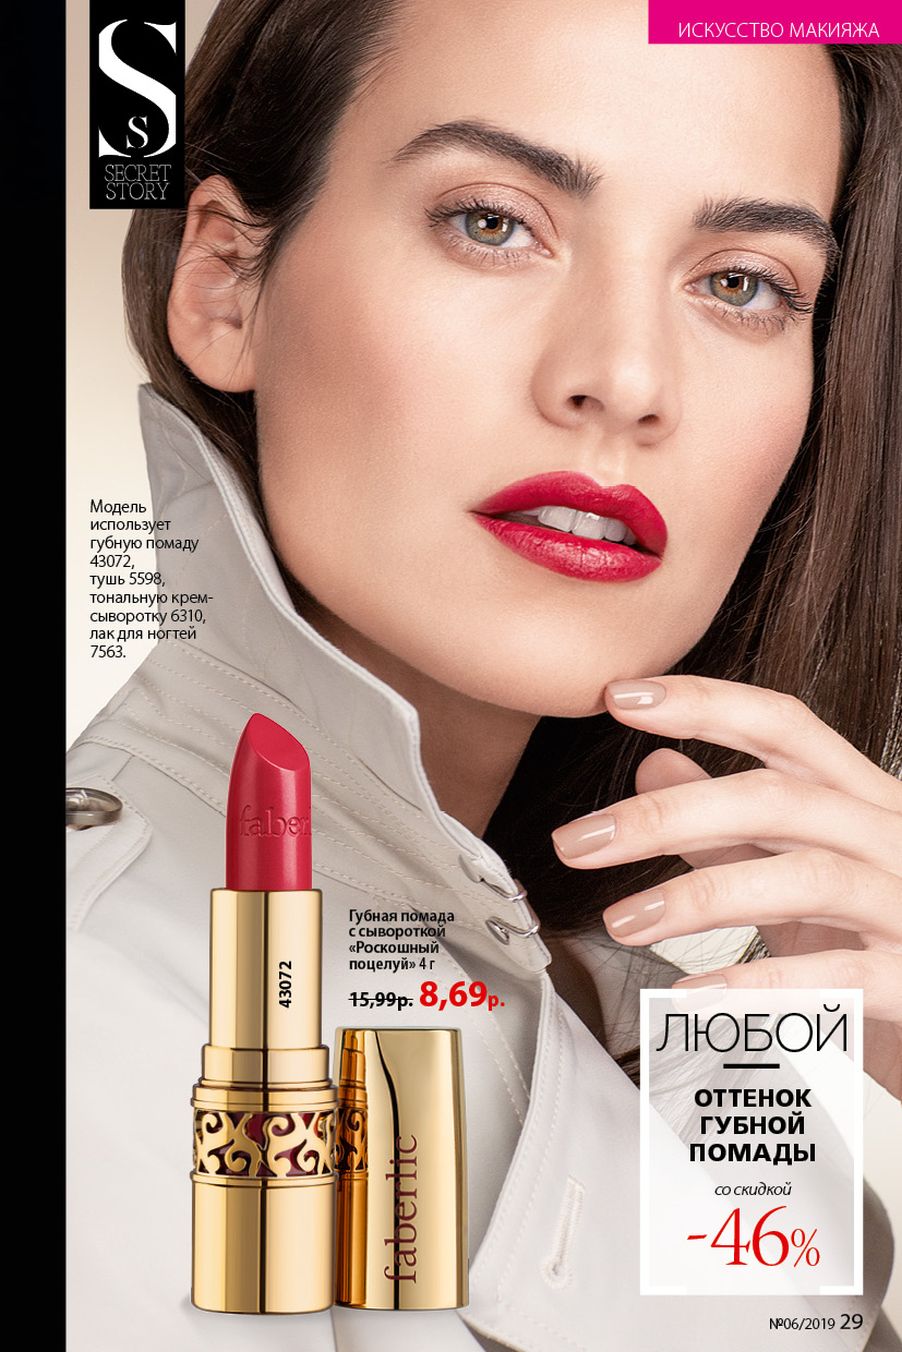 ИСКУССТВО МАКИЯЖА
S
S
SECRET
STORY
Модель
использует
губную помаду
43072,
тушь 5598,
тональную крем-
сыворотку 6310,
лак для ногтей
7563.
faberl
43072
Губная помада
с сывороткой
«Роскошный
поцелуй» 4 г
15,99р. 8,69р.
faberlic
ЛЮБОЙ
ОТТЕНОК
ГУБНОЙ
ПОМАДЫ
со скидкой
-46%
№06/2019 29